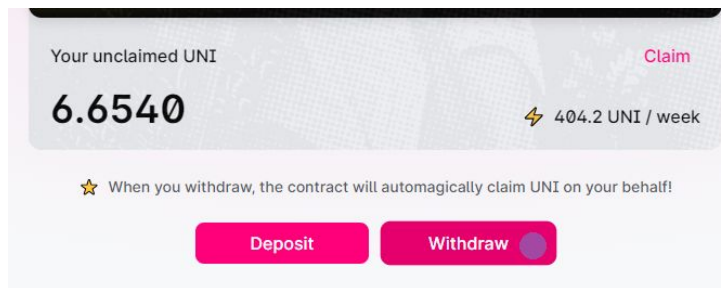 Your unclaimed UNI
Claim
6.6540
⚡ 404.2 UNI / week
⭐ When you withdraw, the contract will automagically claim UNI on your behalf!
Deposit
Withdraw